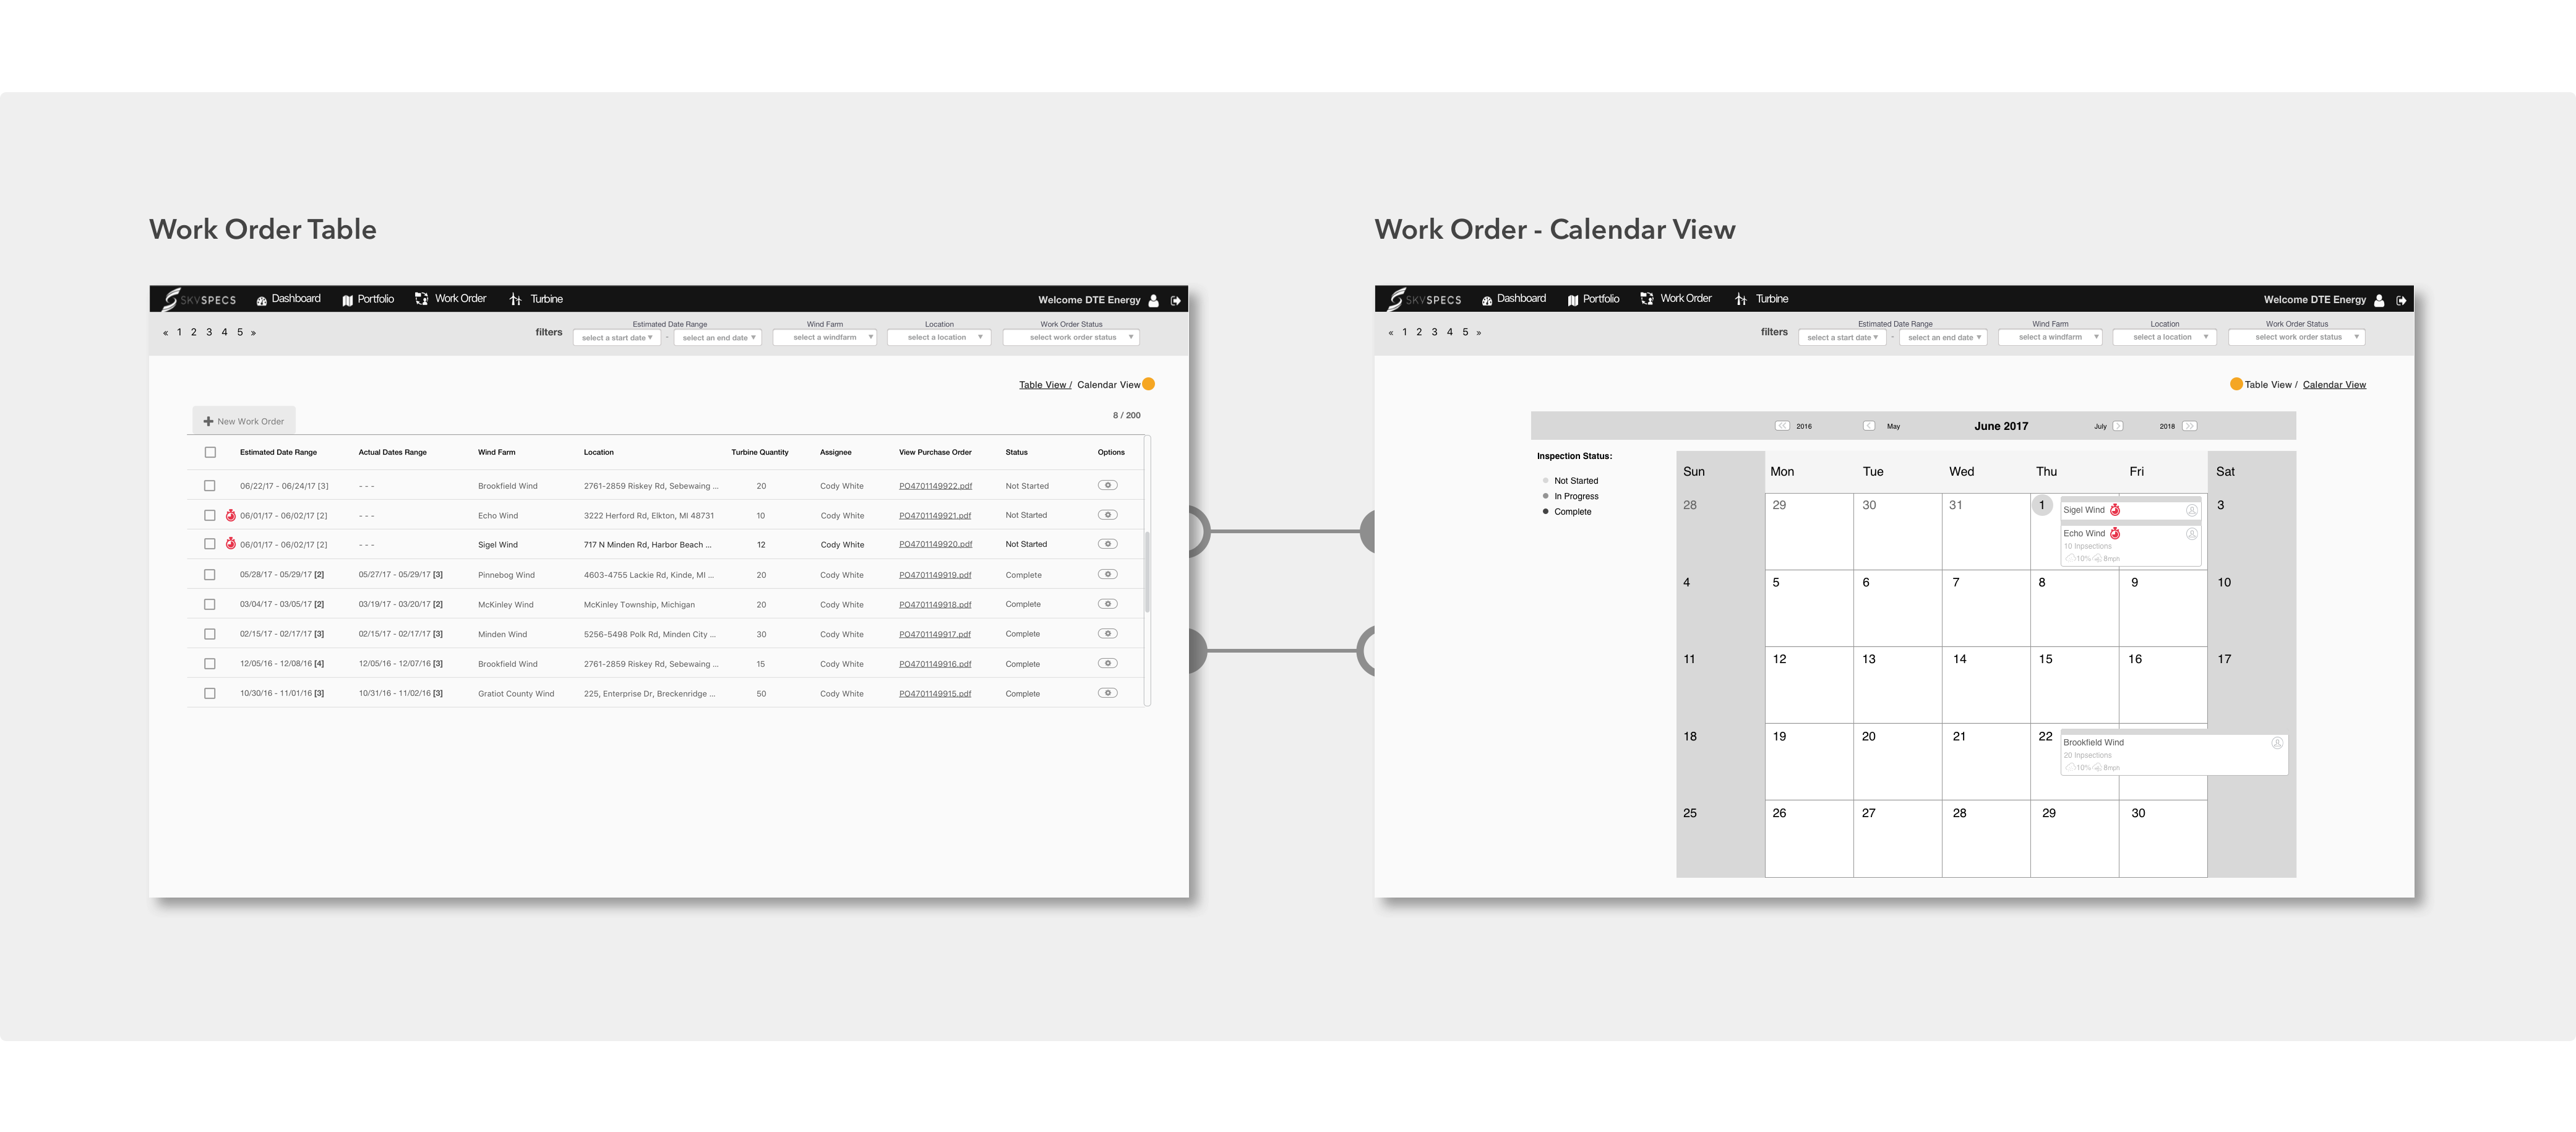 Work Order Table
SKYSPECS Dashboard Portfolio Work Order Turbine Welcome DTE Energy
« 1 2 3 4 5 »
filters
Estimated Date Range Wind Farm Location Work Order Status
select a start date - select an end date select a windfarm select a location select work order status
Table View / Calendar View
New Work Order
8 / 200
Estimated Date Range Actual Dates Range Wind Farm Location Turbine Quantity Assignee View Purchase Order Status Options
06/22/17 - 06/24/17 [3] - - - Brookfield Wind 2761-2859 Riskey Rd, Sebewaing ... 20 Cody White PO4701149922.pdf Not Started
06/01/17 - 06/02/17 [2] - - - Echo Wind 3222 Herford Rd, Elkton, MI 48731 10 Cody White PO4701149921.pdf Not Started
06/01/17 - 06/02/17 [2] - - - Sigel Wind 717 N Minden Rd, Harbor Beach ... 12 Cody White PO4701149920.pdf Not Started
05/28/17 - 05/29/17 [2] 05/27/17 - 05/29/17 [3] Pinnebog Wind 4603-4755 Lackie Rd, Kinde, MI ... 20 Cody White PO4701149919.pdf Complete
03/04/17 - 03/05/17 [2] 03/19/17 - 03/20/17 [2] McKinley Wind McKinley Township, Michigan 20 Cody White PO4701149918.pdf Complete
02/15/17 - 02/17/17 [3] 02/15/17 - 02/17/17 [3] Minden Wind 5256-5498 Polk Rd, Minden City ... 30 Cody White PO4701149917.pdf Complete
12/05/16 - 12/08/16 [4] 12/05/16 - 12/07/16 [3] Brookfield Wind 2761-2859 Riskey Rd, Sebewaing ... 15 Cody White PO4701149916.pdf Complete
10/30/16 - 11/01/16 [3] 10/31/16 - 11/02/16 [3] Gratiot County Wind 225, Enterprise Dr, Breckenridge ... 50 Cody White PO4701149915.pdf Complete
Work Order - Calendar View
SKYSPECS Dashboard Portfolio Work Order Turbine Welcome DTE Energy
« 1 2 3 4 5 »
filters
Estimated Date Range Wind Farm Location Work Order Status
select a start date - select an end date select a windfarm select a location select work order status
Table View / Calendar View
« 2016 < May June 2017 July > 2018 »
Inspection Status:
Not Started
In Progress
Complete
Sun Mon Tue Wed Thu Fri Sat
28 29 30 31 1 3
Sigel Wind
Echo Wind
10 Inpsections
10% 8mph
4 5 6 7 8 9 10
11 12 13 14 15 16 17
18 19 20 21 22
Brookfield Wind
20 Inpsections
10% 8mph
25 26 27 28 29 30